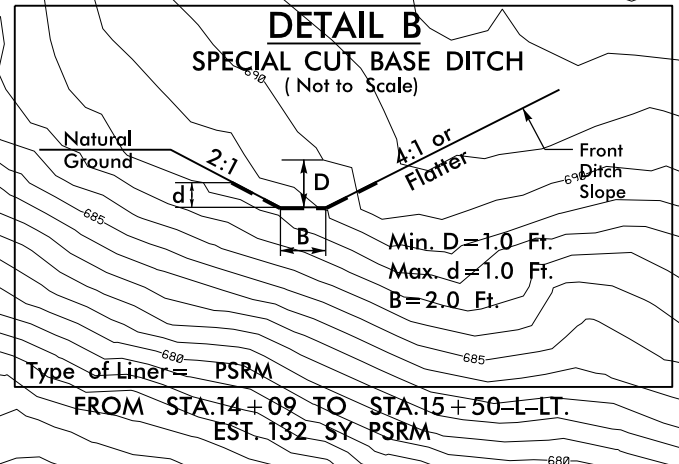 DETAIL B
SPECIAL CUT BASE DITCH
( Not to Scale)
690
Natural
Ground
2:1
D
4:1 or
Flatter
Front
Ditch
Slope
690
d
685
B
Min. D=1.0 Ft.
Max. d=1.0 Ft.
B=2.0 Ft.
680
685
Type of Liner= PSRM
FROM STA.14+09 TO STA.15+50-L-LT.
EST. 132 SY PSRM
680